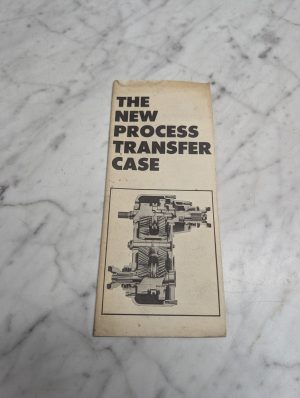 THE
NEW
PROCESS
TRANSFER
CASE